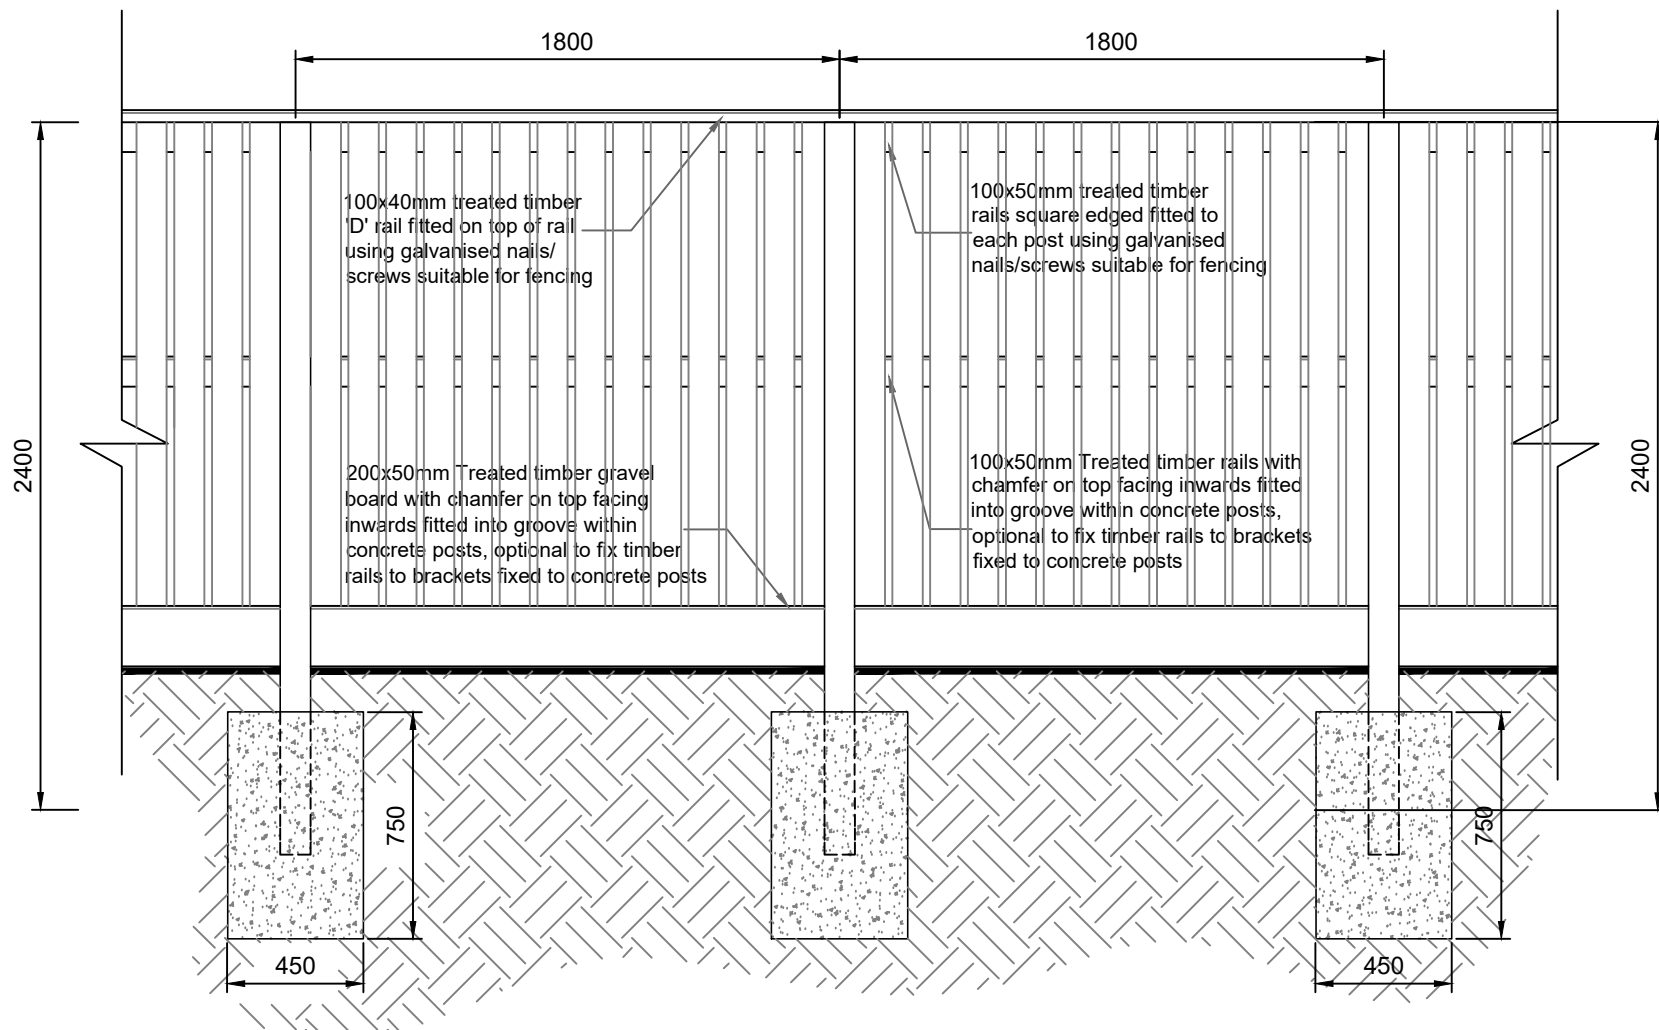 1800
1800
100x40mm treated timber
'D' rail fitted on top of rail
using galvanised nails/
screws suitable for fencing
100x50mm treated timber
rails square edged fitted to
each post using galvanised
nails/screws suitable for fencing
2400
2400
200x50mm Treated timber gravel
board with chamfer on top facing
inwards fitted into groove within
concrete posts, optional to fix timber
rails to brackets fixed to concrete posts
100x50mm Treated timber rails with
chamfer on top facing inwards fitted
into groove within concrete posts,
optional to fix timber rails to brackets
fixed to concrete posts
750
750
450
450